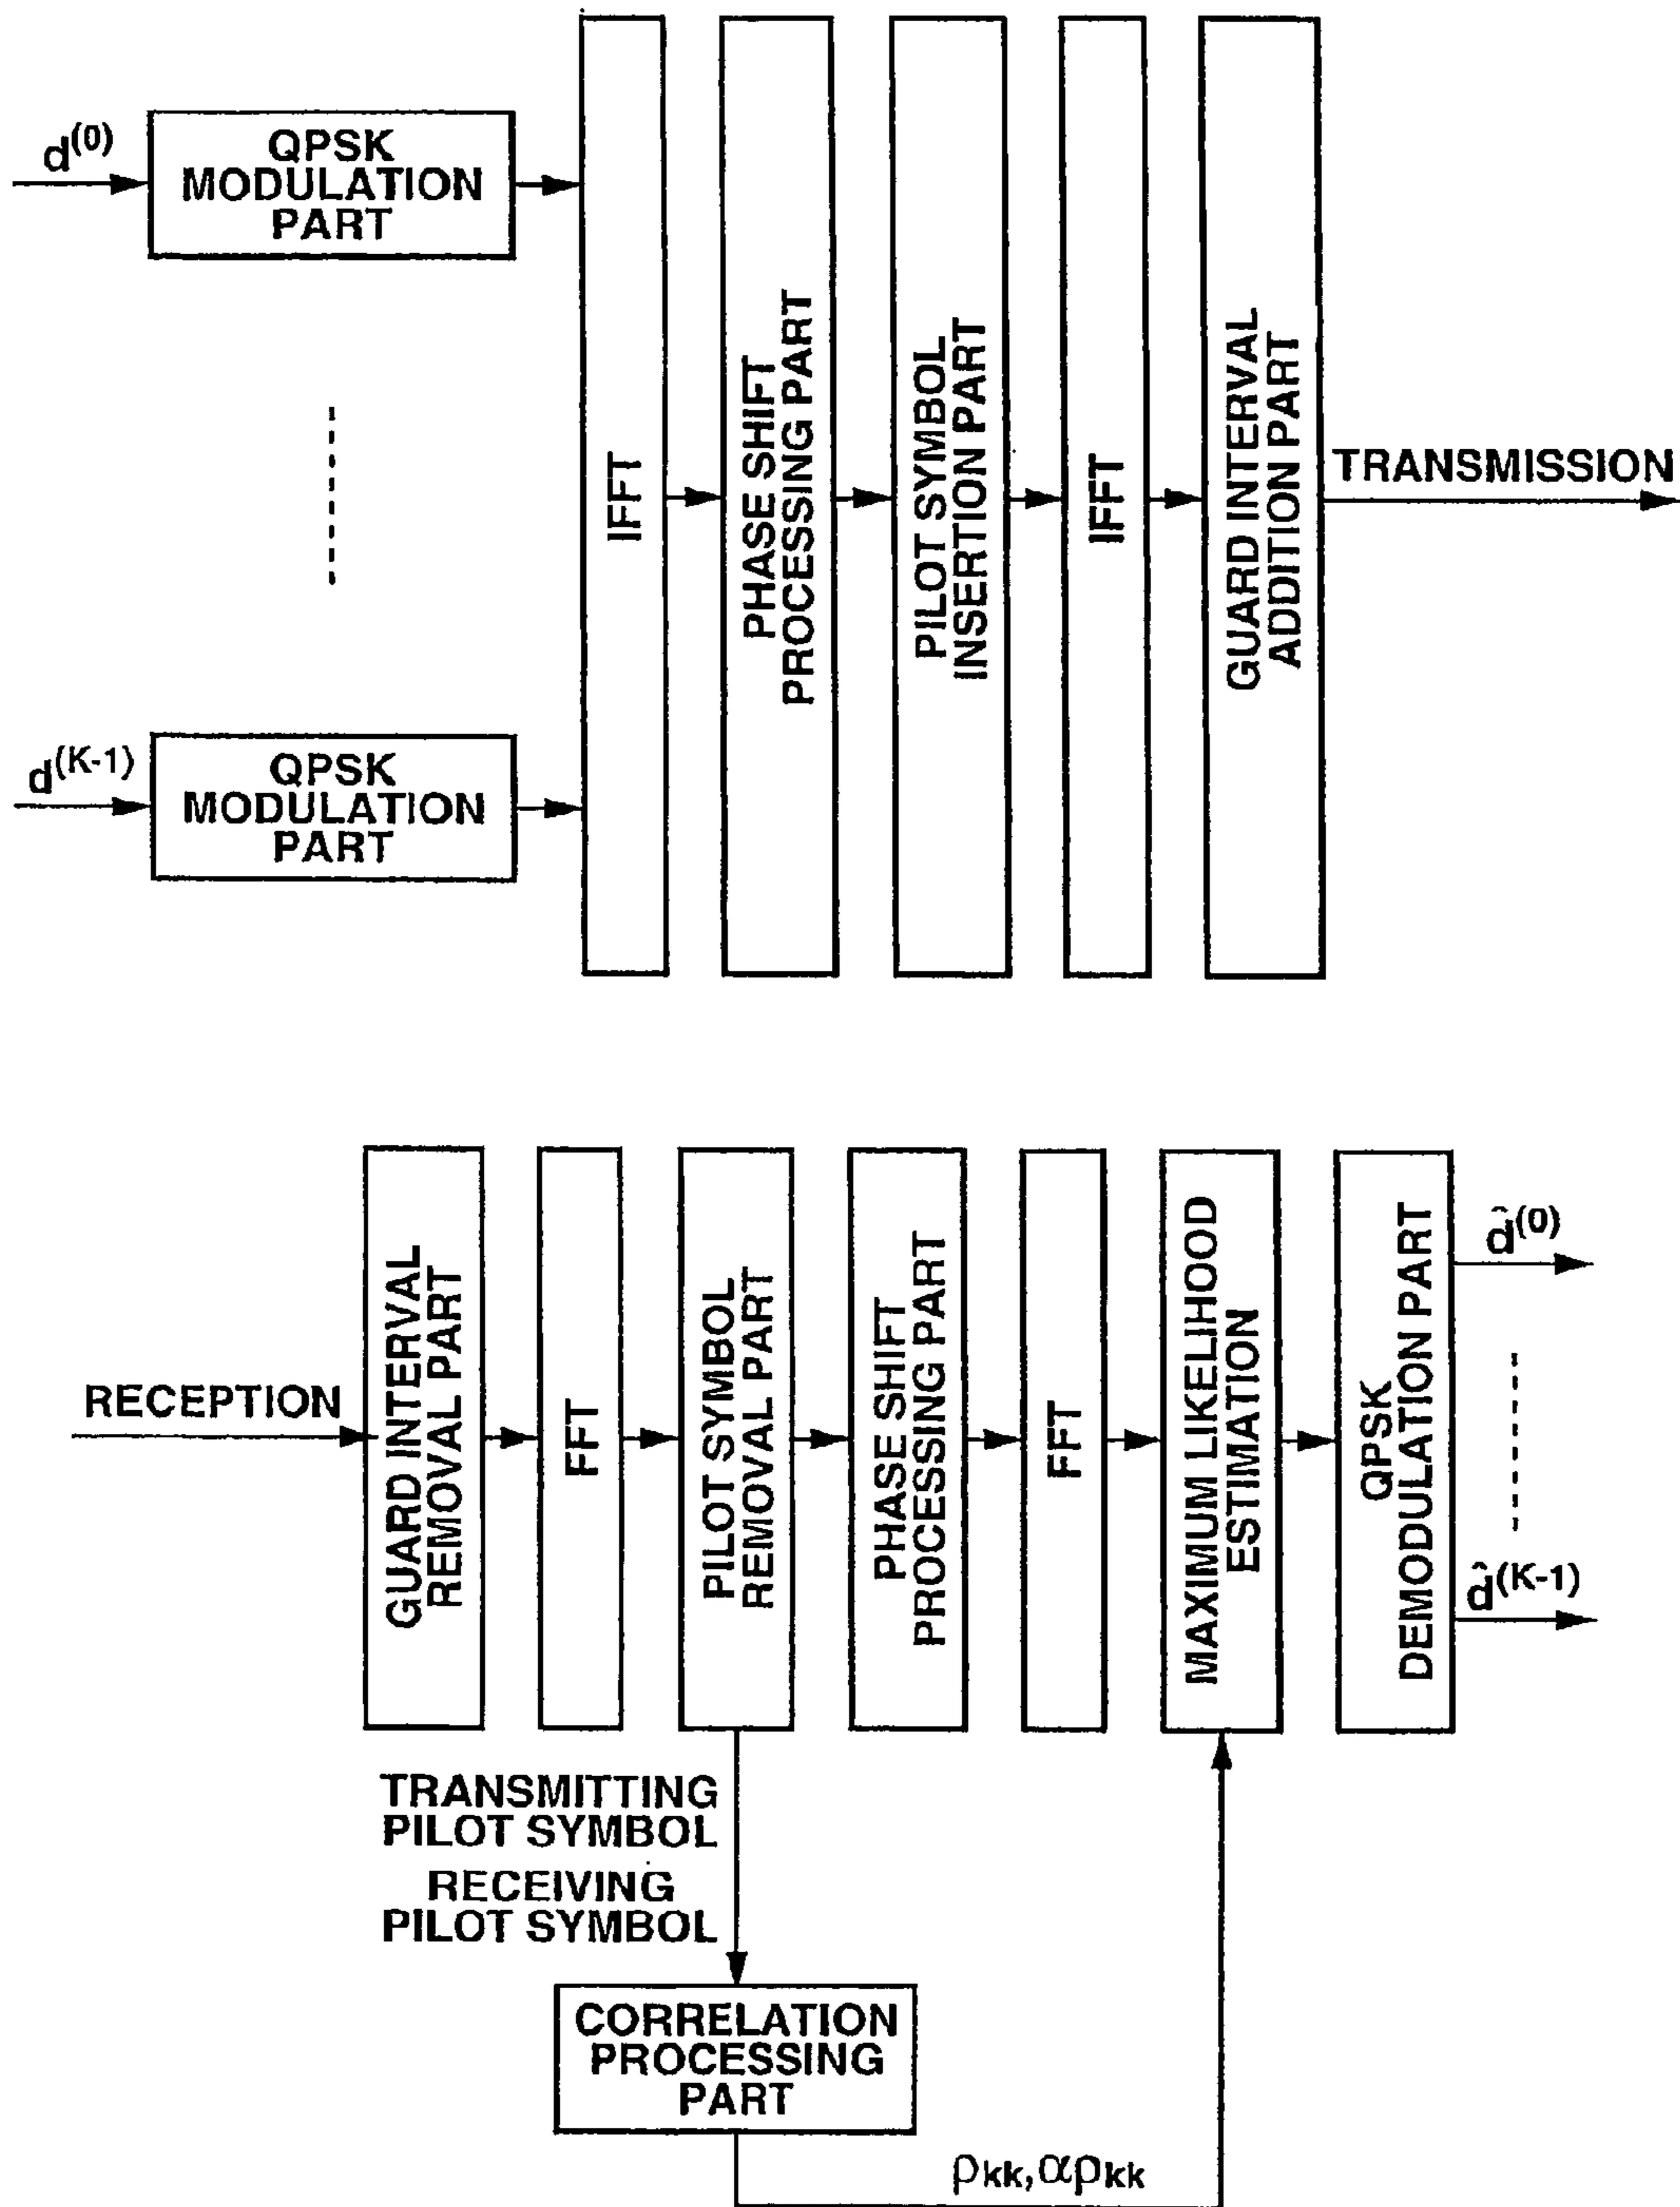 d(0)
QPSK
MODULATION
PART
d(K-1)
QPSK
MODULATION
PART
IFFT
PHASE SHIFT
PROCESSING PART
PILOT SYMBOL
INSERTION PART
IFFT
GUARD INTERVAL
ADDITION PART
TRANSMISSION
RECEPTION
GUARD INTERVAL
REMOVAL PART
FFT
PILOT SYMBOL
REMOVAL PART
PHASE SHIFT
PROCESSING PART
FFT
MAXIMUM LIKELIHOOD
ESTIMATION
QPSK
DEMODULATION PART
d̂(0)
d̂(K-1)
TRANSMITTING
PILOT SYMBOL
RECEIVING
PILOT SYMBOL
CORRELATION
PROCESSING
PART
ρkk,αρkk